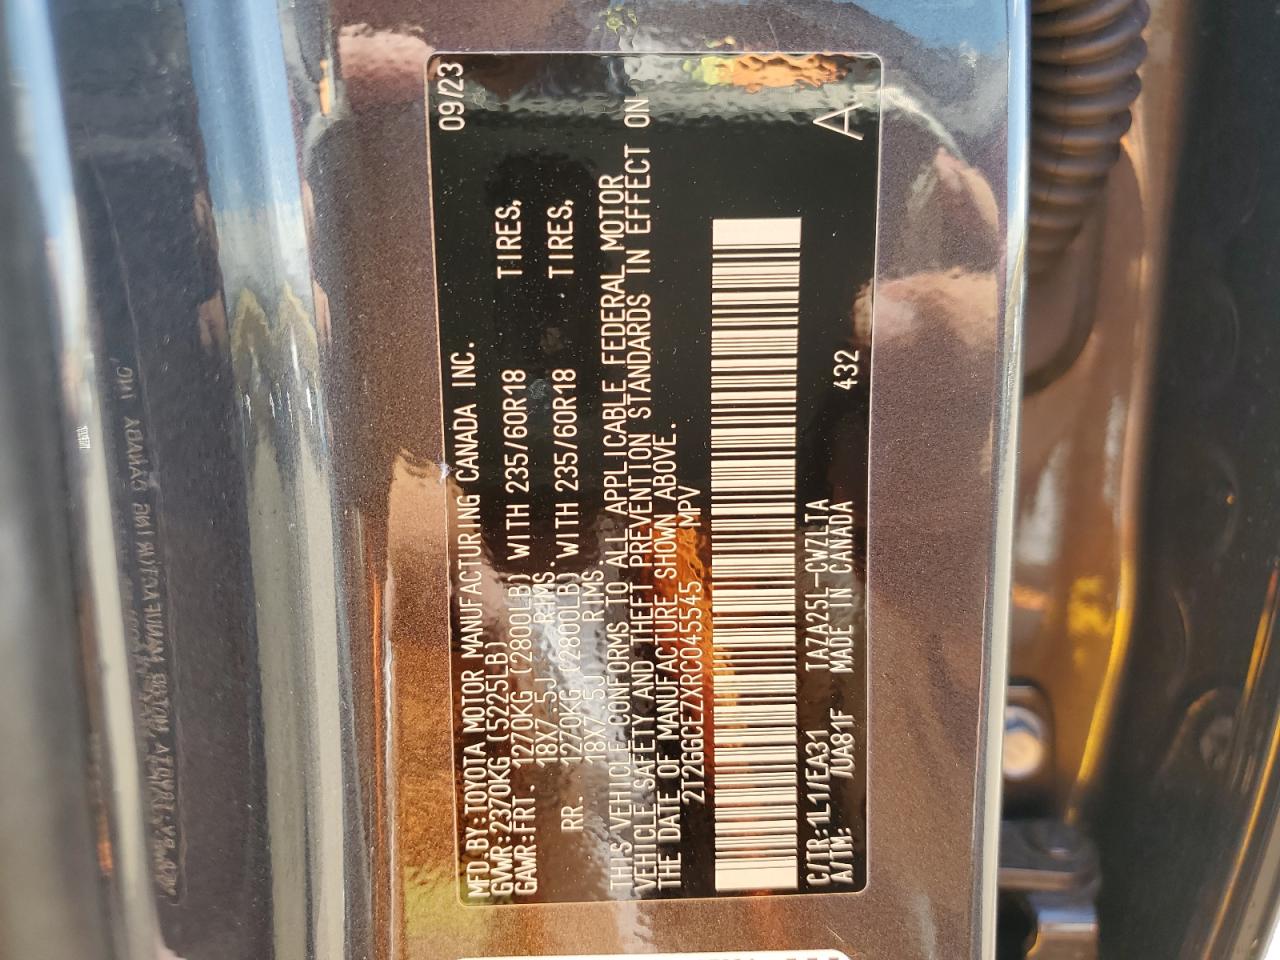 MFD.BY:TOYOTA MOTOR MANUFACTURING CANADA INC. 09/23
GVWR:2370KG (5225LB)
GAWR:FRT. 1270KG (2800LB) WITH 235/60R18 TIRES,
18X7.5J RIMS.
RR. 1270KG (2800LB) WITH 235/60R18 TIRES,
18X7.5J RIMS.
THIS VEHICLE CONFORMS TO ALL APPLICABLE FEDERAL MOTOR
VEHICLE SAFETY AND THEFT PREVENTION STANDARDS IN EFFECT ON
THE DATE OF MANUFACTURE SHOWN ABOVE.
2T2GGCEZXRC045545 MPV
C/TR:1L1/EA31 TAZA25L-CWZLTA
A/TM: /UA81F MADE IN CANADA 432
A